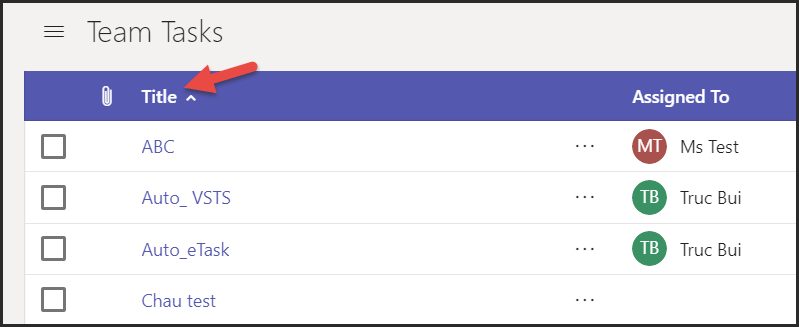 Team Tasks
Title Assigned To
ABC ... MT Ms Test
Auto_ VSTS ... TB Truc Bui
Auto_eTask ... TB Truc Bui
Chau test ...